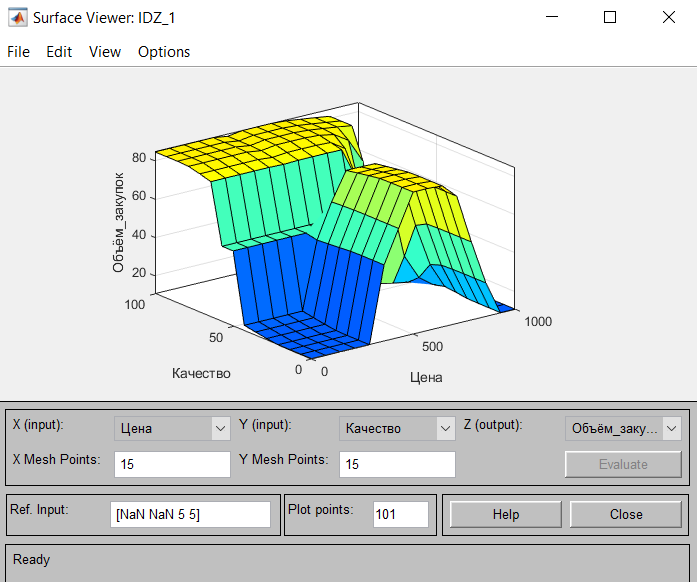 Surface Viewer: IDZ_1
File Edit View Options
80
60
40
20
Объём_закупок
100
50
0
Качество
0
500
1000
Цена
X (input): Цена Y (input): Качество Z (output): Объём_заку...
X Mesh Points: 15 Y Mesh Points: 15 Evaluate
Ref. Input: [NaN NaN 5 5] Plot points: 101 Help Close
Ready